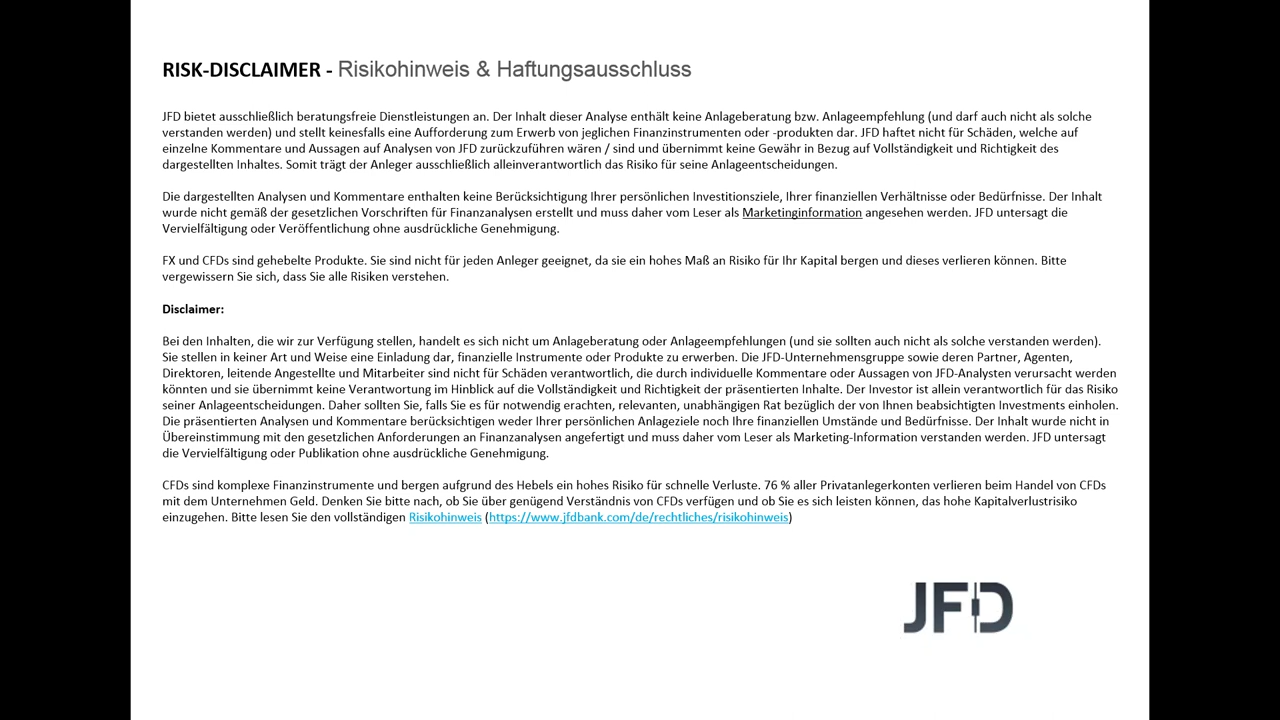 RISK-DISCLAIMER - Risikohinweis & Haftungsausschluss
JFD bietet ausschließlich beratungsfreie Dienstleistungen an. Der Inhalt dieser Analyse enthält keine Anlageberatung bzw. Anlageempfehlung (und darf auch nicht als solche
verstanden werden) und stellt keinesfalls eine Aufforderung zum Erwerb von jeglichen Finanzinstrumenten oder -produkten dar. JFD haftet nicht für Schäden, welche auf
einzelne Kommentare und Aussagen auf Analysen von JFD zurückzuführen wären / sind und übernimmt keine Gewähr in Bezug auf Vollständigkeit und Richtigkeit des
dargestellten Inhaltes. Somit trägt der Anleger ausschließlich alleinverantwortlich das Risiko für seine Anlageentscheidungen.
Die dargestellten Analysen und Kommentare enthalten keine Berücksichtigung Ihrer persönlichen Investitionsziele, Ihrer finanziellen Verhältnisse oder Bedürfnisse. Der Inhalt
wurde nicht gemäß der gesetzlichen Vorschriften für Finanzanalysen erstellt und muss daher vom Leser als Marketinginformation angesehen werden. JFD untersagt die
Vervielfältigung oder Veröffentlichung ohne ausdrückliche Genehmigung.
FX und CFDs sind gehebelte Produkte. Sie sind nicht für jeden Anleger geeignet, da sie ein hohes Maß an Risiko für Ihr Kapital bergen und dieses verlieren können. Bitte
vergewissern Sie sich, dass Sie alle Risiken verstehen.
Disclaimer:
Bei den Inhalten, die wir zur Verfügung stellen, handelt es sich nicht um Anlageberatung oder Anlageempfehlungen (und sie sollten auch nicht als solche verstanden werden).
Sie stellen in keiner Art und Weise eine Einladung dar, finanzielle Instrumente oder Produkte zu erwerben. Die JFD-Unternehmensgruppe sowie deren Partner, Agenten,
Direktoren, leitende Angestellte und Mitarbeiter sind nicht für Schäden verantwortlich, die durch individuelle Kommentare oder Aussagen von JFD-Analysten verursacht werden
könnten und sie übernimmt keine Verantwortung im Hinblick auf die Vollständigkeit und Richtigkeit der präsentierten Inhalte. Der Investor ist allein verantwortlich für das Risiko
seiner Anlageentscheidungen. Daher sollten Sie, falls Sie es für notwendig erachten, relevanten, unabhängigen Rat bezüglich der von Ihnen beabsichtigten Investments einholen.
Die präsentierten Analysen und Kommentare berücksichtigen weder Ihrer persönlichen Anlageziele noch Ihre finanziellen Umstände und Bedürfnisse. Der Inhalt wurde nicht in
Übereinstimmung mit den gesetzlichen Anforderungen an Finanzanalysen angefertigt und muss daher vom Leser als Marketing-Information verstanden werden. JFD untersagt
die Vervielfältigung oder Publikation ohne ausdrückliche Genehmigung.
CFDs sind komplexe Finanzinstrumente und bergen aufgrund des Hebels ein hohes Risiko für schnelle Verluste. 76 % aller Privatanlegerkonten verlieren beim Handel von CFDs
mit dem Unternehmen Geld. Denken Sie bitte nach, ob Sie über genügend Verständnis von CFDs verfügen und ob Sie es sich leisten können, das hohe Kapitalverlustrisiko
einzugehen. Bitte lesen Sie den vollständigen Risikohinweis (https://www.jfdbank.com/de/rechtliches/risikohinweis)
JFD